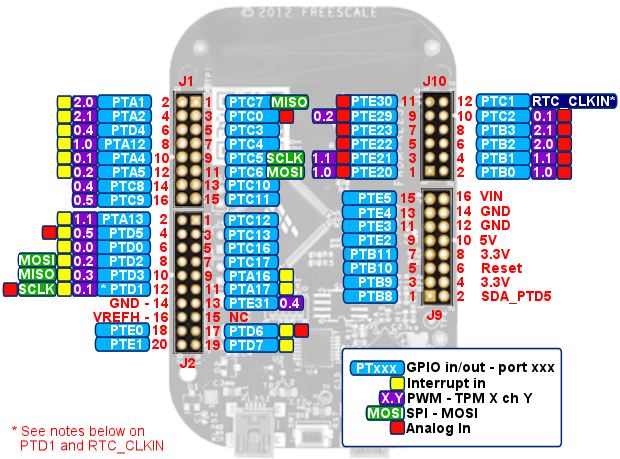 © 2012 FREESCALE
J1
2.0 PTA1 2 1 PTC7 MISO
2.1 PTA2 4 3 PTC0
0.4 PTD4 6 5 PTC3
1.0 PTA12 8 7 PTC4
0.1 PTA4 10 9 PTC5 SCLK
0.2 PTA5 12 11 PTC6 MOSI
0.4 PTC8 14 13 PTC10
0.5 PTC9 16 15 PTC11
1.1 PTA13 2 1 PTC12
0.5 PTD5 4 3 PTC13
0.0 PTD0 6 5 PTC16
MOSI 0.2 PTD2 8 7 PTC17
MISO 0.3 PTD3 10 9 PTA16
SCLK 0.1 * PTD1 12 11 PTA17
GND - 14 13 PTE31 0.4
VREFH - 16 15 NC
PTE0 18 17 PTD6
PTE1 20 19 PTD7
J2
J10
PTE30 11 12 PTC1 RTC_CLKIN*
0.2 PTE29 9 10 PTC2 0.1
PTE23 7 8 PTB3 2.1
PTE22 5 6 PTB2 2.0
1.1 PTE21 3 4 PTB1 1.1
1.0 PTE20 1 2 PTB0 1.0
PTE5 15 16 VIN
PTE4 13 14 GND
PTE3 11 12 GND
PTE2 9 10 5V
PTB11 7 8 3.3V
PTB10 5 6 Reset
PTB9 3 4 3.3V
PTB8 1 2 SDA_PTD5
J9
PTxxx GPIO in/out - port xxx
Interrupt in
X.Y PWM - TPM X ch Y
MOSI SPI - MOSI
Analog In
* See notes below on
PTD1 and RTC_CLKIN